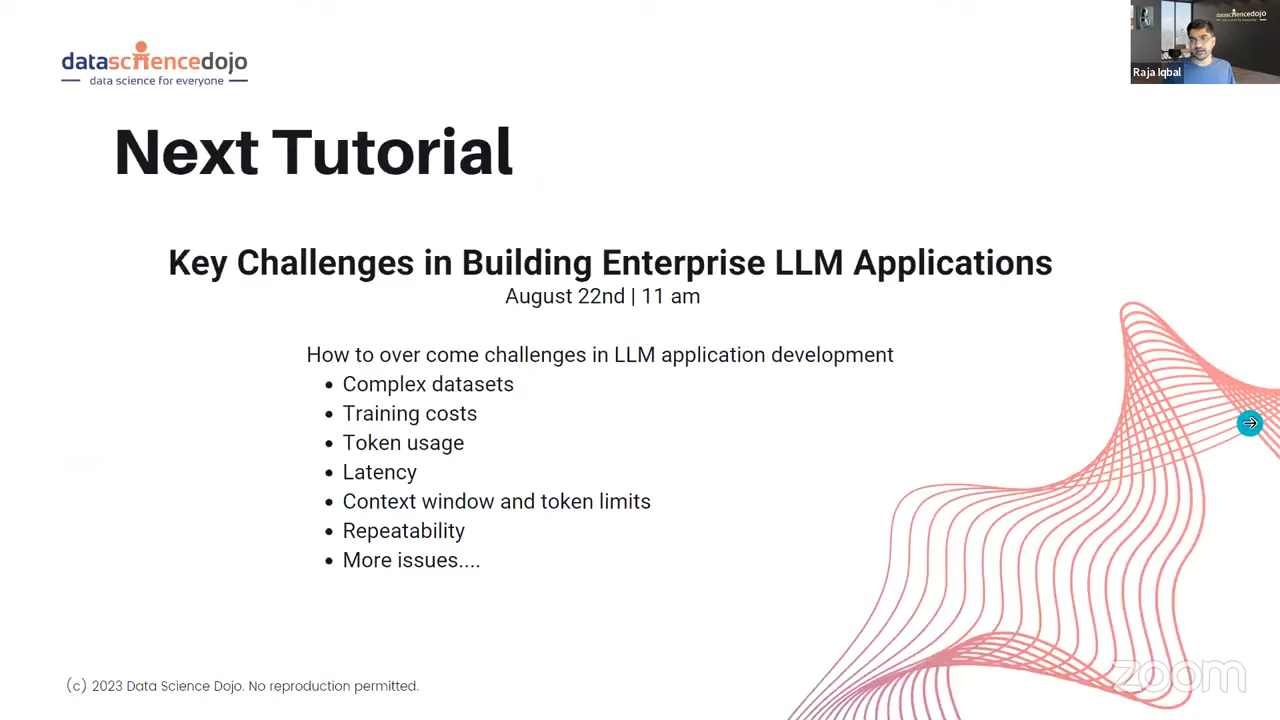 datasciencedojo
data science for everyone
datasciencedojo
Raja Iqbal
Next Tutorial
Key Challenges in Building Enterprise LLM Applications
August 22nd | 11 am
How to over come challenges in LLM application development
• Complex datasets
• Training costs
• Token usage
• Latency
• Context window and token limits
• Repeatability
• More issues....
(c) 2023 Data Science Dojo. No reproduction permitted.
zoom